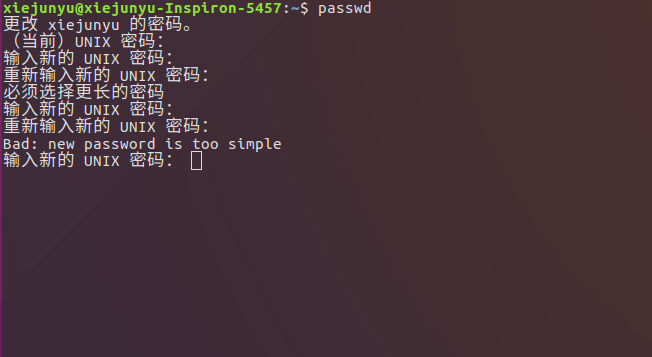 xiejunyu@xiejunyu-Inspiron-5457:~$ passwd
更改 xiejunyu 的密码。
（当前）UNIX 密码：
输入新的 UNIX 密码：
重新输入新的 UNIX 密码：
必须选择更长的密码
输入新的 UNIX 密码：
重新输入新的 UNIX 密码：
Bad: new password is too simple
输入新的 UNIX 密码：